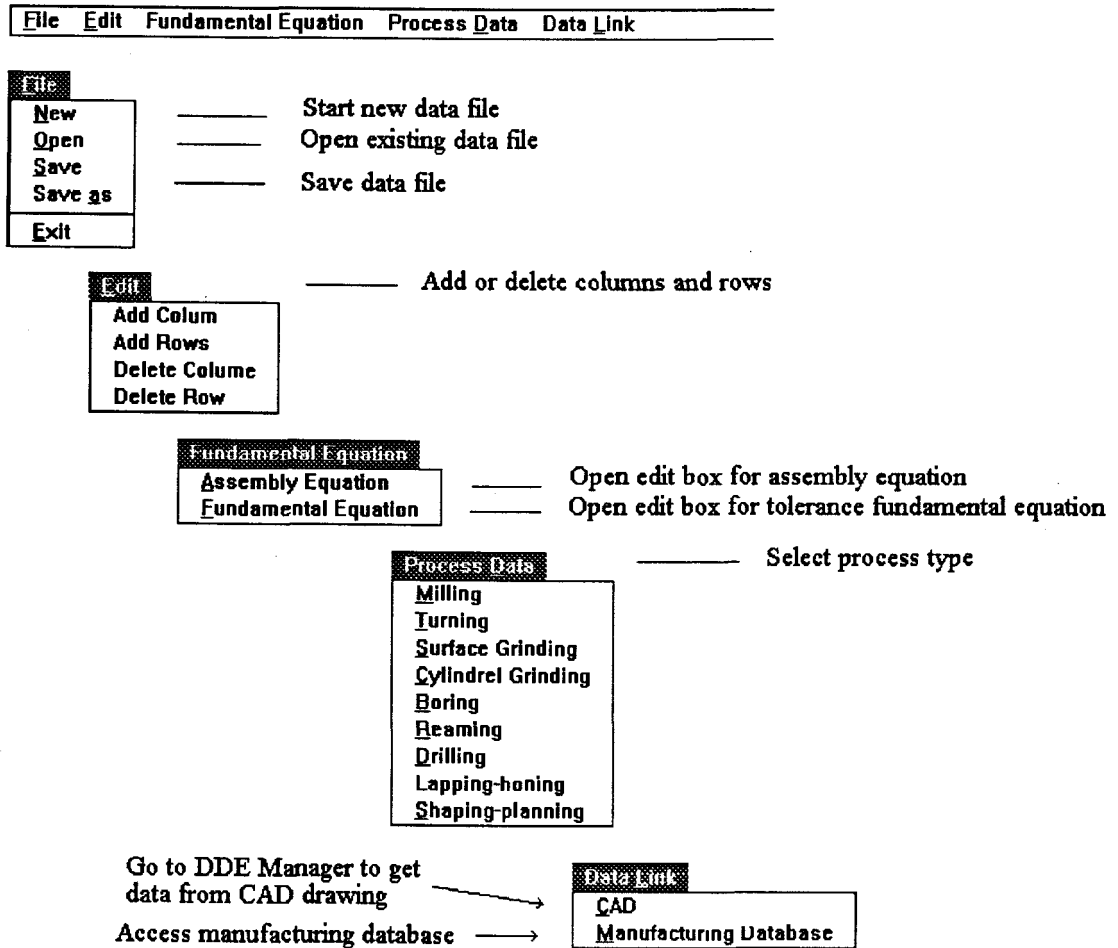 File Edit Fundamental Equation Process Data Data Link
File
New
Start new data file
Open
Open existing data file
Save
Save as
Save data file
Exit
Edit
Add or delete columns and rows
Add Colum
Add Rows
Delete Colume
Delete Row
Fundamental Equation
Assembly Equation
Open edit box for assembly equation
Fundamental Equation
Open edit box for tolerance fundamental equation
Process Data
Select process type
Milling
Turning
Surface Grinding
Cylindrel Grinding
Boring
Reaming
Drilling
Lapping-honing
Shaping-planning
Go to DDE Manager to get
data from CAD drawing
Data Link
CAD
Access manufacturing database
Manufacturing Database